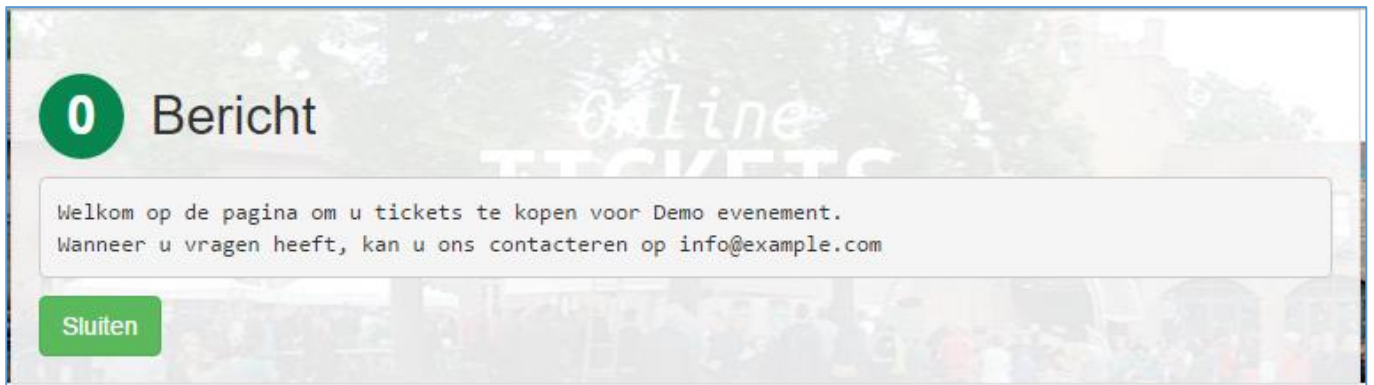 Online
TICKETS
0 Bericht
Welkom op de pagina om u tickets te kopen voor Demo evenement.
Wanneer u vragen heeft, kan u ons contacteren op info@example.com
Sluiten